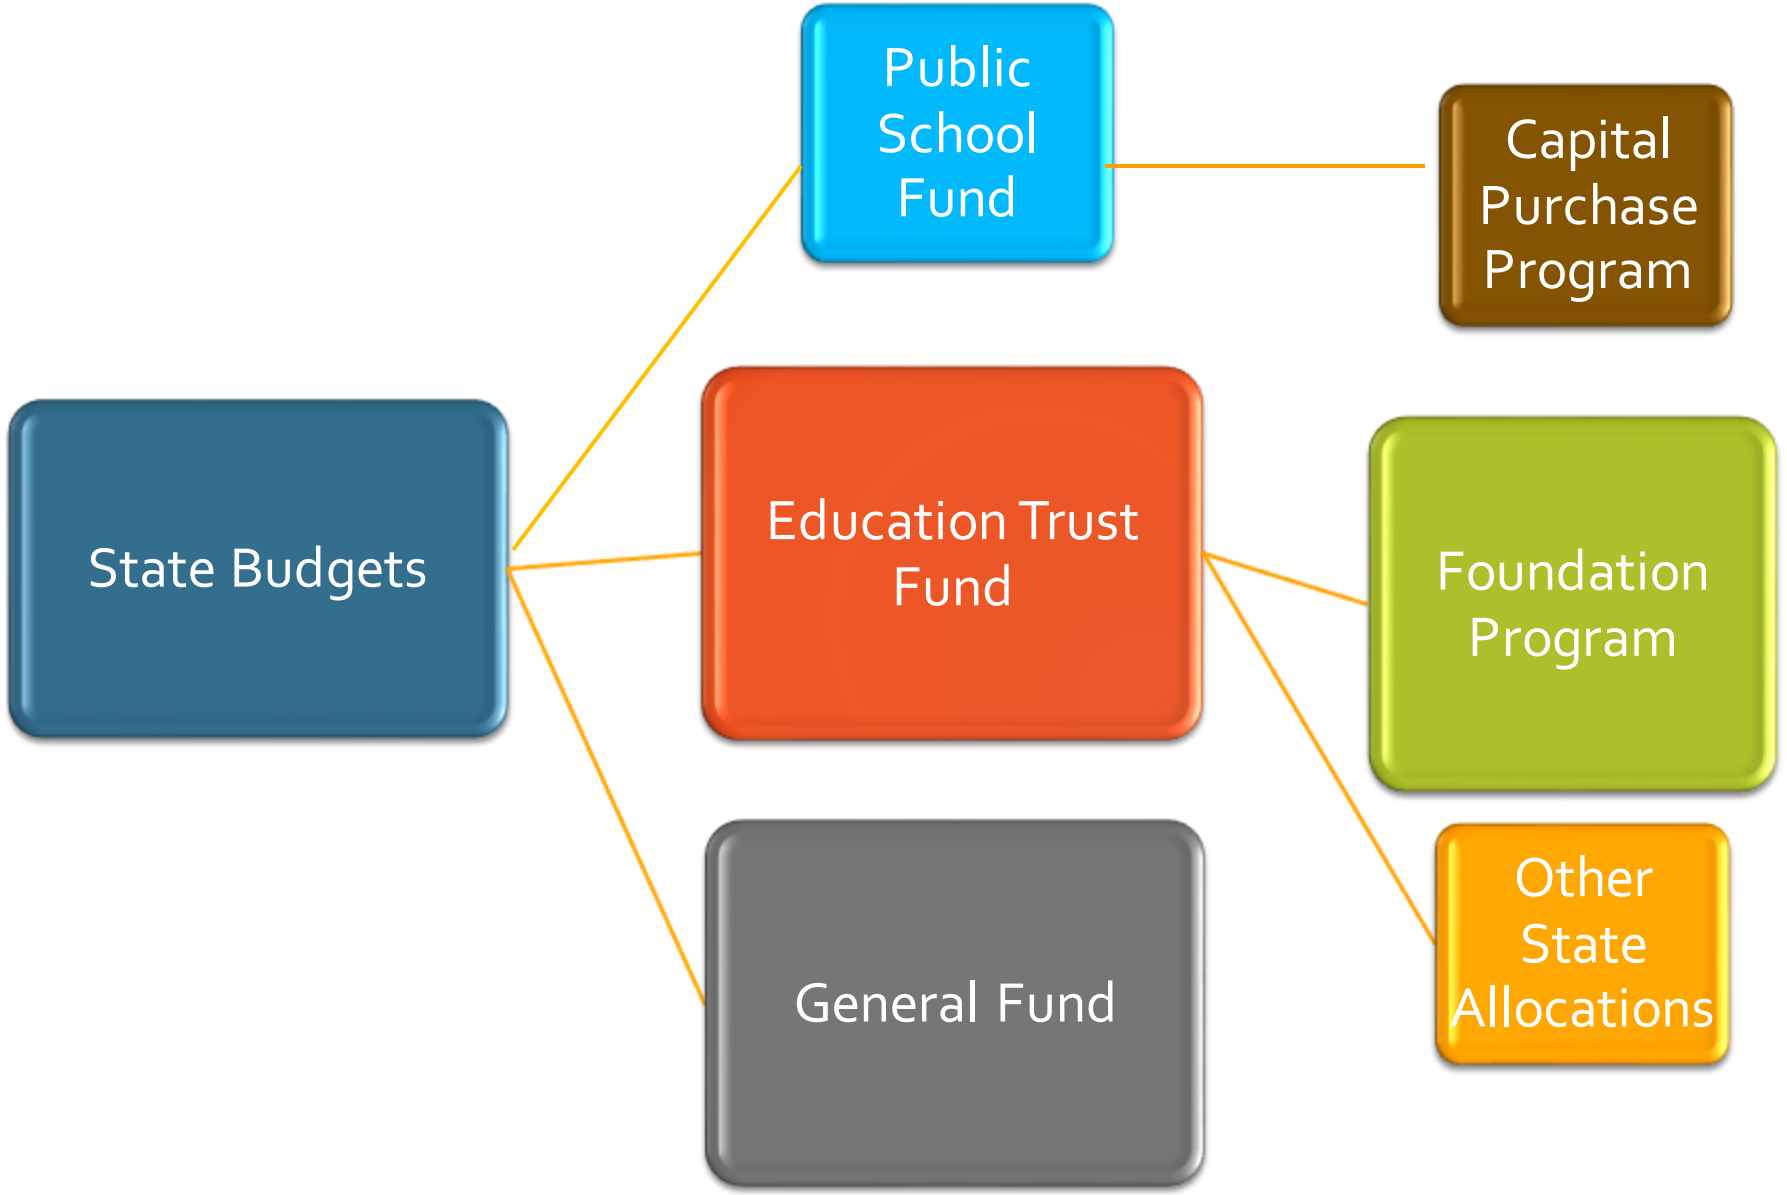 Public
School
Fund
Capital
Purchase
Program
State Budgets
Education Trust
Fund
Foundation
Program
General Fund
Other
State
Allocations